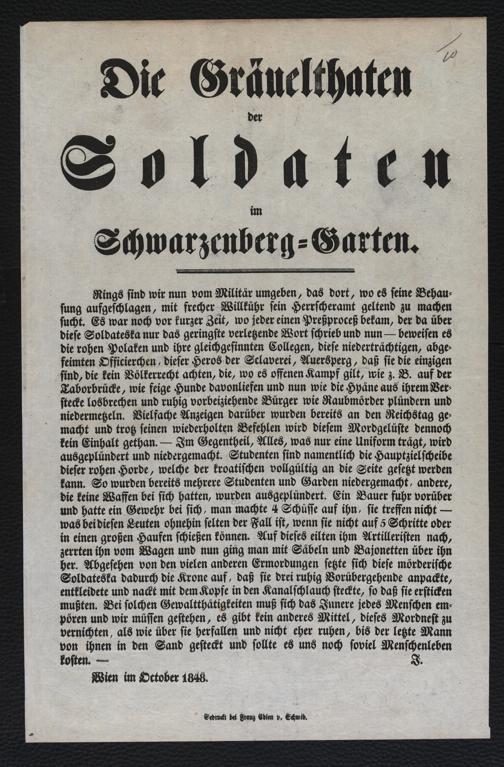 10
Die Gräuelthaten
der
Soldaten
im
Schwarzenberg=Garten.
Rings sind wir nun vom Militär umgeben, das dort, wo es seine Behau-
sung aufgeschlagen, mit frecher Willkühr sein Herrscheramt geltend zu machen
sucht. Es war noch vor kurzer Zeit, wo jeder einen Preßproceß bekam, der da über
diese Soldateska nur das geringste verletzende Wort schrieb und nun — beweisen es
die rohen Polaken und ihre gleichgesinnten Collegen, diese niederträchtigen, abge-
feimten Officierchen, dieser Heros der Sclaverei, Auersperg, daß sie die einzigen
sind, die kein Völkerrecht achten, die, wo es offenen Kampf gilt, wie z. B. auf der
Taborbrücke, wie feige Hunde davonliefen und nun wie die Hyäne aus ihrem Ver-
stecke losbrechen und ruhig vorbeiziehende Bürger wie Raubmörder plündern und
niedermetzeln. Vielfache Anzeigen darüber wurden bereits an den Reichstag ge-
macht und trotz seinen wiederholten Befehlen wird diesem Mordgelüste dennoch
kein Einhalt gethan. — Im Gegentheil, Alles, was nur eine Uniform trägt, wird
ausgeplündert und niedergemacht. Studenten sind namentlich die Hauptzielscheibe
dieser rohen Horde, welche der kroatischen vollgültig an die Seite gesetzt werden
kann. So wurden bereits mehrere Studenten und Garden niedergemacht, andere,
die keine Waffen bei sich hatten, wurden ausgeplündert. Ein Bauer fuhr vorüber
und hatte ein Gewehr bei sich, man machte 4 Schüsse auf ihn, sie treffen nicht —
was bei diesen Leuten ohnehin selten der Fall ist, wenn sie nicht auf 5 Schritte oder
in einen großen Haufen schießen können. Auf dieses eilten ihm Artilleristen nach,
zerrten ihn vom Wagen und nun ging man mit Säbeln und Bajonetten über ihn
her. Abgesehen von den vielen anderen Ermordungen setzte sich diese mörderische
Soldateska dadurch die Krone auf, daß sie drei ruhig Vorübergehende anpackte,
entkleidete und nackt mit dem Kopfe in den Kanalschlauch steckte, so daß sie ersticken
mußten. Bei solchen Gewaltthätigkeiten muß sich das Innere jedes Menschen em-
pören und wir müssen gestehen, es gibt kein anderes Mittel, dieses Mordnest zu
vernichten, als wie über sie herfallen und nicht eher ruhen, bis der letzte Mann
von ihnen in den Sand gesteckt und sollte es uns noch soviel Menschenleben
kosten. — J.
Wien im October 1848.
Gedruckt bei Franz Edlen v. Schmid.